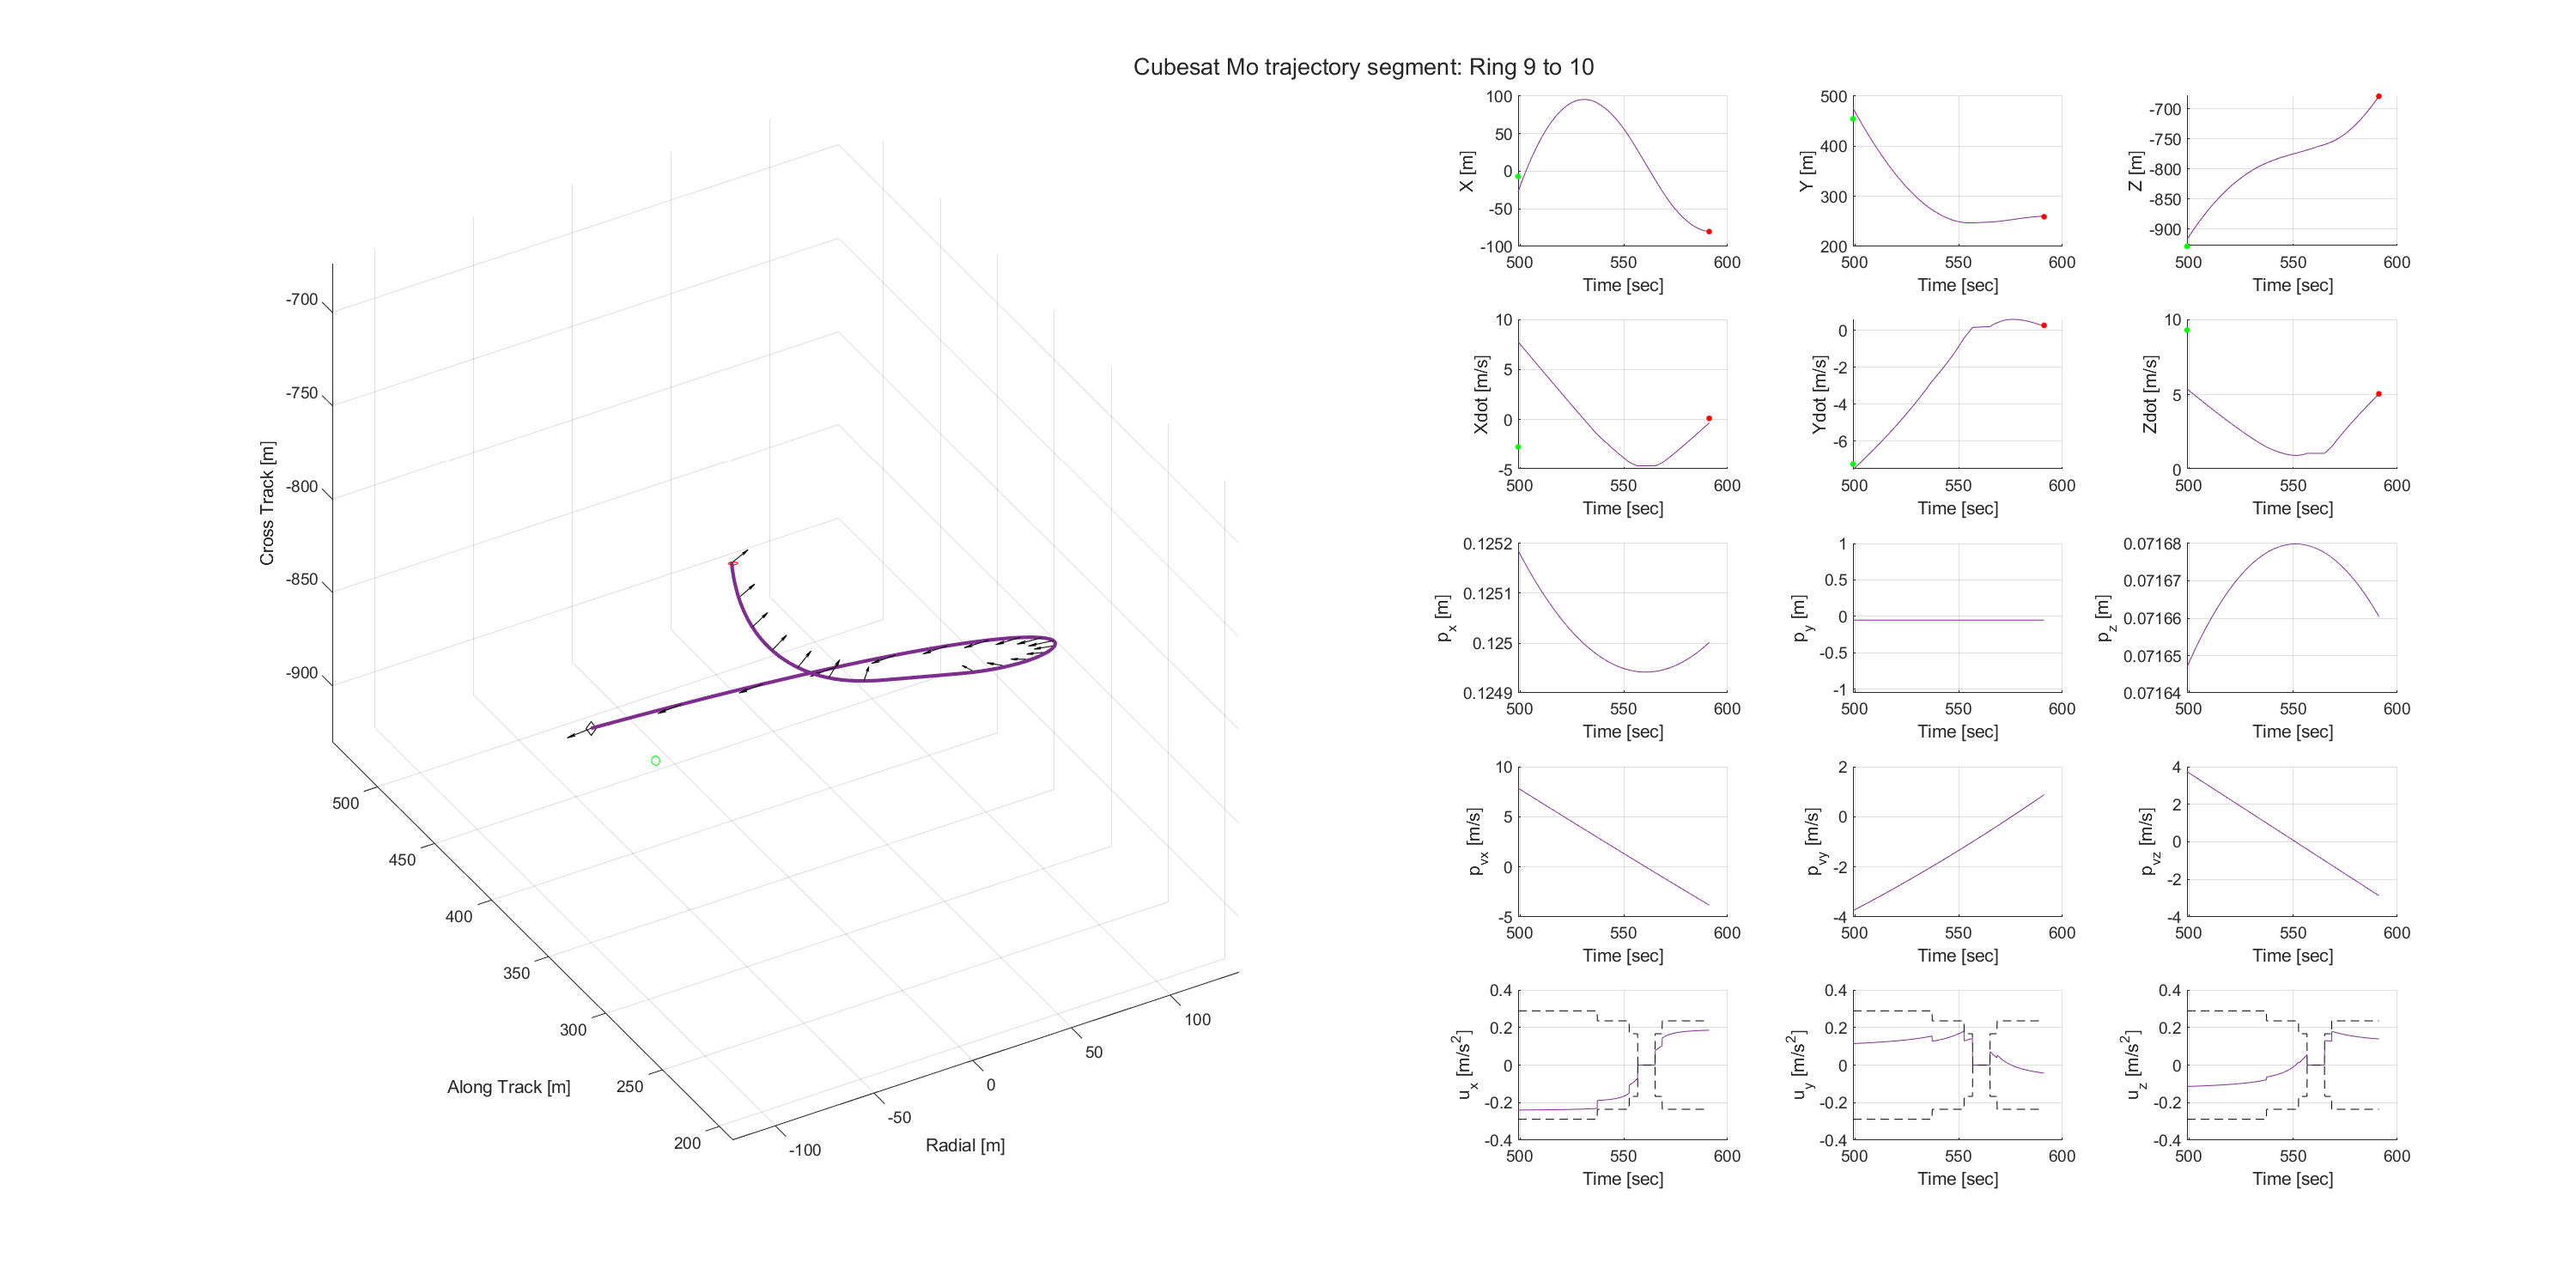 Cubesat Mo trajectory segment: Ring 9 to 10
-700
-750
-800
-850
-900
Cross Track [m]
500
450
400
350
300
250
200
Along Track [m]
-100
-50
0
50
100
Radial [m]
100
50
0
-50
-100
X [m]
500 550 600
Time [sec]
500
400
300
200
Y [m]
500 550 600
Time [sec]
-700
-750
-800
-850
-900
Z [m]
500 550 600
Time [sec]
10
5
0
-5
Xdot [m/s]
500 550 600
Time [sec]
0
-2
-4
-6
Ydot [m/s]
500 550 600
Time [sec]
10
5
0
Zdot [m/s]
500 550 600
Time [sec]
0.1252
0.1251
0.125
0.1249
p_x [m]
500 550 600
Time [sec]
1
0.5
0
-0.5
-1
p_y [m]
500 550 600
Time [sec]
0.07168
0.07167
0.07166
0.07165
0.07164
p_z [m]
500 550 600
Time [sec]
10
5
0
-5
p_vx [m/s]
500 550 600
Time [sec]
2
0
-2
-4
p_vy [m/s]
500 550 600
Time [sec]
4
2
0
-2
-4
p_vz [m/s]
500 550 600
Time [sec]
0.4
0.2
0
-0.2
-0.4
u_x [m/s²]
500 550 600
Time [sec]
0.4
0.2
0
-0.2
-0.4
u_y [m/s²]
500 550 600
Time [sec]
0.4
0.2
0
-0.2
-0.4
u_z [m/s²]
500 550 600
Time [sec]